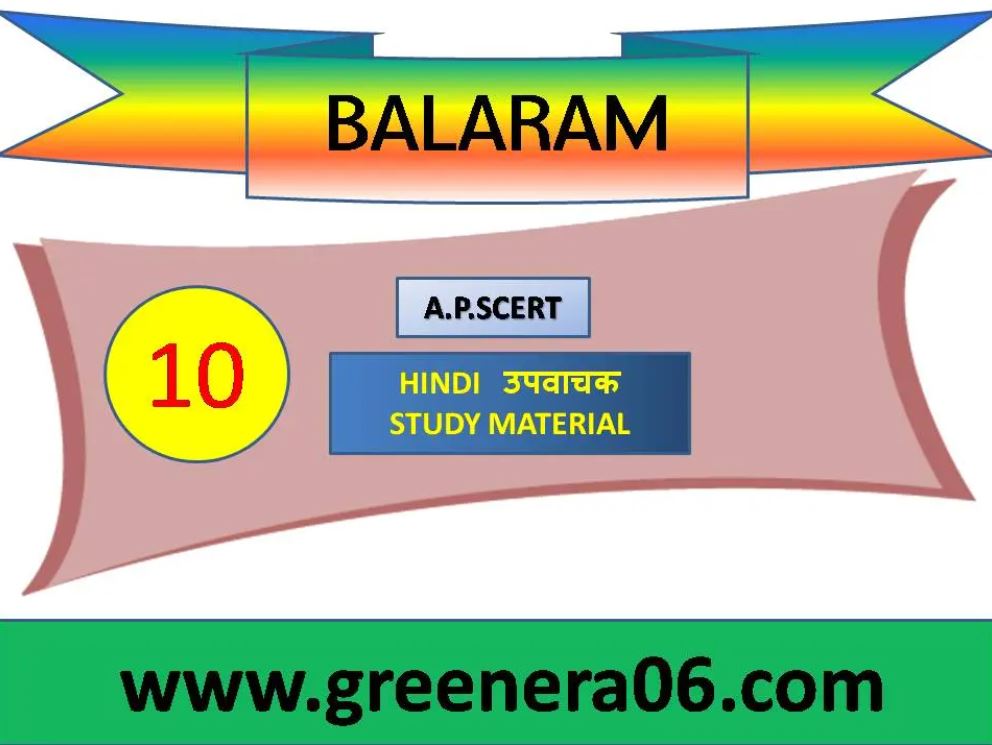 BALARAM
A.P.SCERT
10
HINDI उपवाचक
STUDY MATERIAL
www.greenera06.com